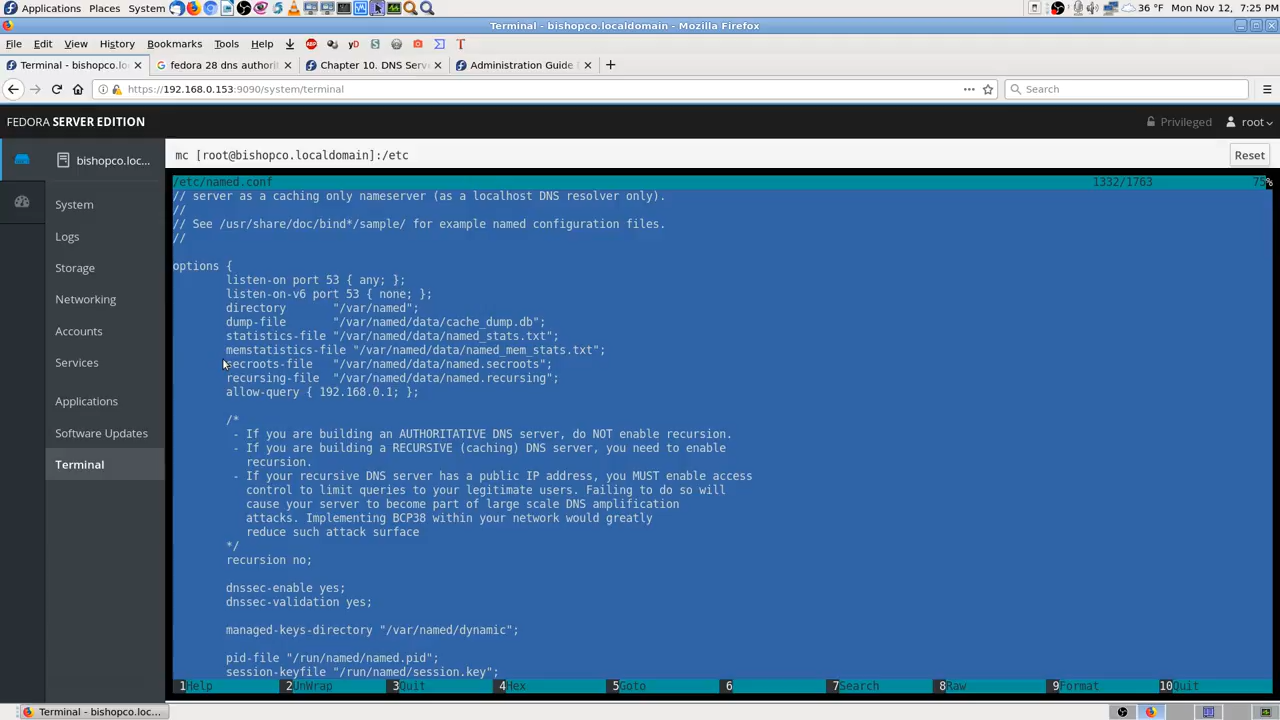 Applications Places System 36 °F Mon Nov 12, 7:25 PM
Terminal - bishopco.localdomain - Mozilla Firefox
File Edit View History Bookmarks Tools Help
Terminal - bishopco.loc × fedora 28 dns authori × Chapter 10. DNS Serve × Administration Guide × +
https://192.168.0.153:9090/system/terminal Search
FEDORA SERVER EDITION Privileged root
bishopco.loc... mc [root@bishopco.localdomain]:/etc Reset
System
Logs
Storage
Networking
Accounts
Services
Applications
Software Updates
Terminal
/etc/named.conf 1332/1763 75%
// server as a caching only nameserver (as a localhost DNS resolver only).
//
// See /usr/share/doc/bind*/sample/ for example named configuration files.
//
options {
listen-on port 53 { any; };
listen-on-v6 port 53 { none; };
directory "/var/named";
dump-file "/var/named/data/cache_dump.db";
statistics-file "/var/named/data/named_stats.txt";
memstatistics-file "/var/named/data/named_mem_stats.txt";
secroots-file "/var/named/data/named.secroots";
recursing-file "/var/named/data/named.recursing";
allow-query { 192.168.0.1; };
/*
- If you are building an AUTHORITATIVE DNS server, do NOT enable recursion.
- If you are building a RECURSIVE (caching) DNS server, you need to enable
recursion.
- If your recursive DNS server has a public IP address, you MUST enable access
control to limit queries to your legitimate users. Failing to do so will
cause your server to become part of large scale DNS amplification
attacks. Implementing BCP38 within your network would greatly
reduce such attack surface
*/
recursion no;
dnssec-enable yes;
dnssec-validation yes;
managed-keys-directory "/var/named/dynamic";
pid-file "/run/named/named.pid";
session-keyfile "/run/named/session.key";
1Help 2UnWrap 3Quit 4Hex 5Goto 6 7Search 8Raw 9Format 10Quit
Terminal - bishopco.loc...